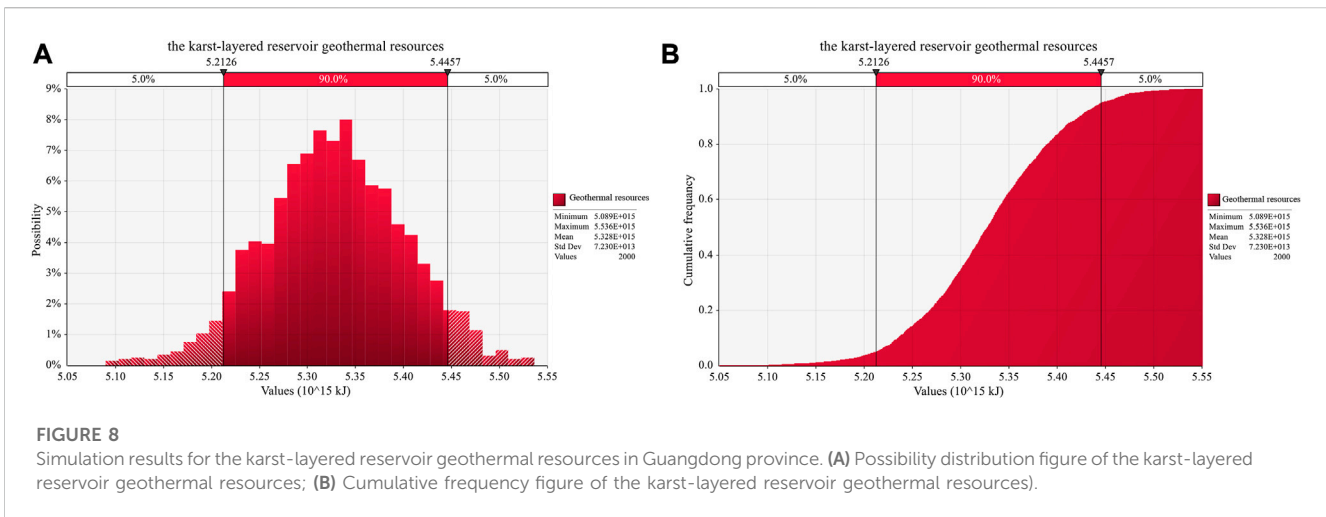 A
the karst-layered reservoir geothermal resources
5.2126 5.4457
5.0% 90.0% 5.0%
9%
8%
7%
6%
5%
4%
3%
2%
1%
0%
Possibility
5.05 5.10 5.15 5.20 5.25 5.30 5.35 5.40 5.45 5.50 5.55
Values (10^15 kJ)
Geothermal resources
Minimum 5.089E+015
Maximum 5.536E+015
Mean 5.328E+015
Std Dev 7.230E+013
Values 2000
B
the karst-layered reservoir geothermal resources
5.2126 5.4457
5.0% 90.0% 5.0%
1.0
0.8
0.6
0.4
0.2
0.0
Cumulative frequancy
5.05 5.10 5.15 5.20 5.25 5.30 5.35 5.40 5.45 5.50 5.55
Values (10^15 kJ)
Geothermal resources
Minimum 5.089E+015
Maximum 5.536E+015
Mean 5.328E+015
Std Dev 7.230E+013
Values 2000
FIGURE 8
Simulation results for the karst-layered reservoir geothermal resources in Guangdong province. (A) Possibility distribution figure of the karst-layered
reservoir geothermal resources; (B) Cumulative frequency figure of the karst-layered reservoir geothermal resources).